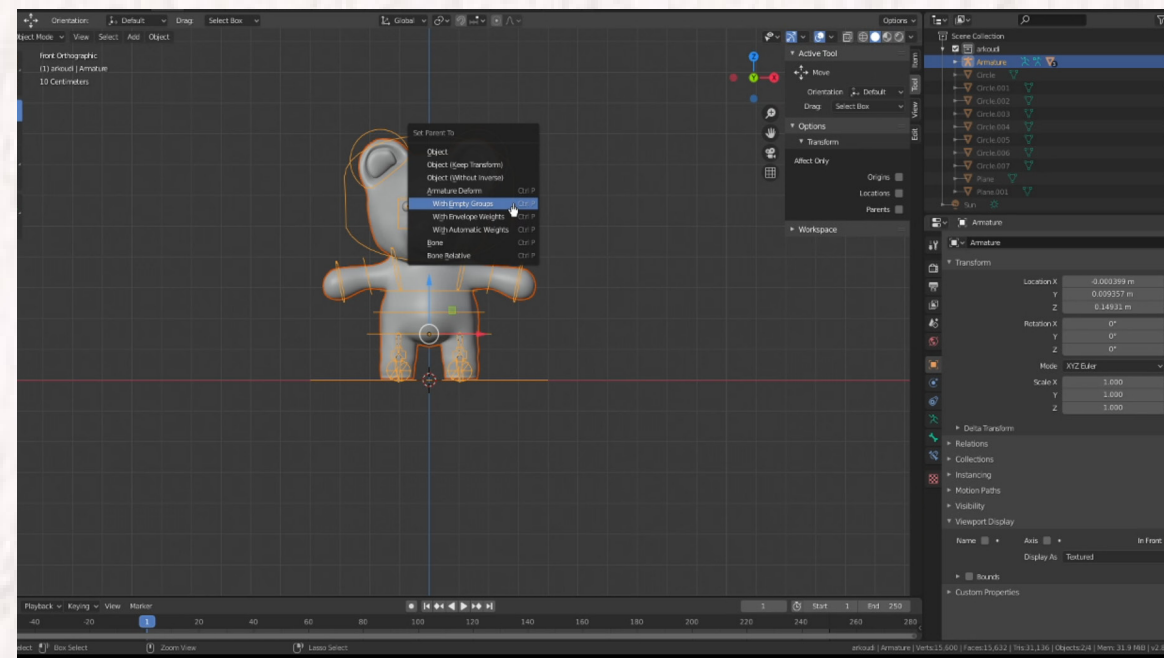 Orientation: Default Drag: Select Box Global Options
ject Mode View Select Add Object
Front Orthographic
(1) arkoudi | Armature
10 Centimeters
Set Parent To
Object
Object (Keep Transform)
Object (Without Inverse)
Armature Deform Ctrl P
With Empty Groups Ctrl P
With Envelope Weights Ctrl P
With Automatic Weights Ctrl P
Bone Ctrl P
Bone Relative Ctrl P
Y
Active Tool
Move
Orientation: Default
Drag: Select Box
Options
Transform
Affect Only
Origins
Locations
Parents
Workspace
Item
Tool
View
Edit
Scene Collection
arkoudi
Armature
Circle
Circle.001
Circle.002
Circle.003
Circle.004
Circle.005
Circle.006
Circle.007
Plane
Plane.001
Sun
Armature
Armature
Transform
Location X -0.009399 m
Y 0.009357 m
Z 0.14931 m
Rotation X 0°
Y 0°
Z 0°
Mode XYZ Euler
Scale X 1.000
Y 1.000
Z 1.000
Delta Transform
Relations
Collections
Instancing
Motion Paths
Visibility
Viewport Display
Name Axis In Front
Display As Textured
Bounds
Custom Properties
Playback Keying View Marker 1 Start 1 End 250
-40 -20 1 20 40 60 80 100 120 140 160 180 200 220 240 260 280
elect Box Select Zoom View Lasso Select arkoudi | Armature | Verts:15,600 | Faces:15,632 | Tris:31,136 | Objects:2/4 | Mem: 31.9 MiB | v2.8